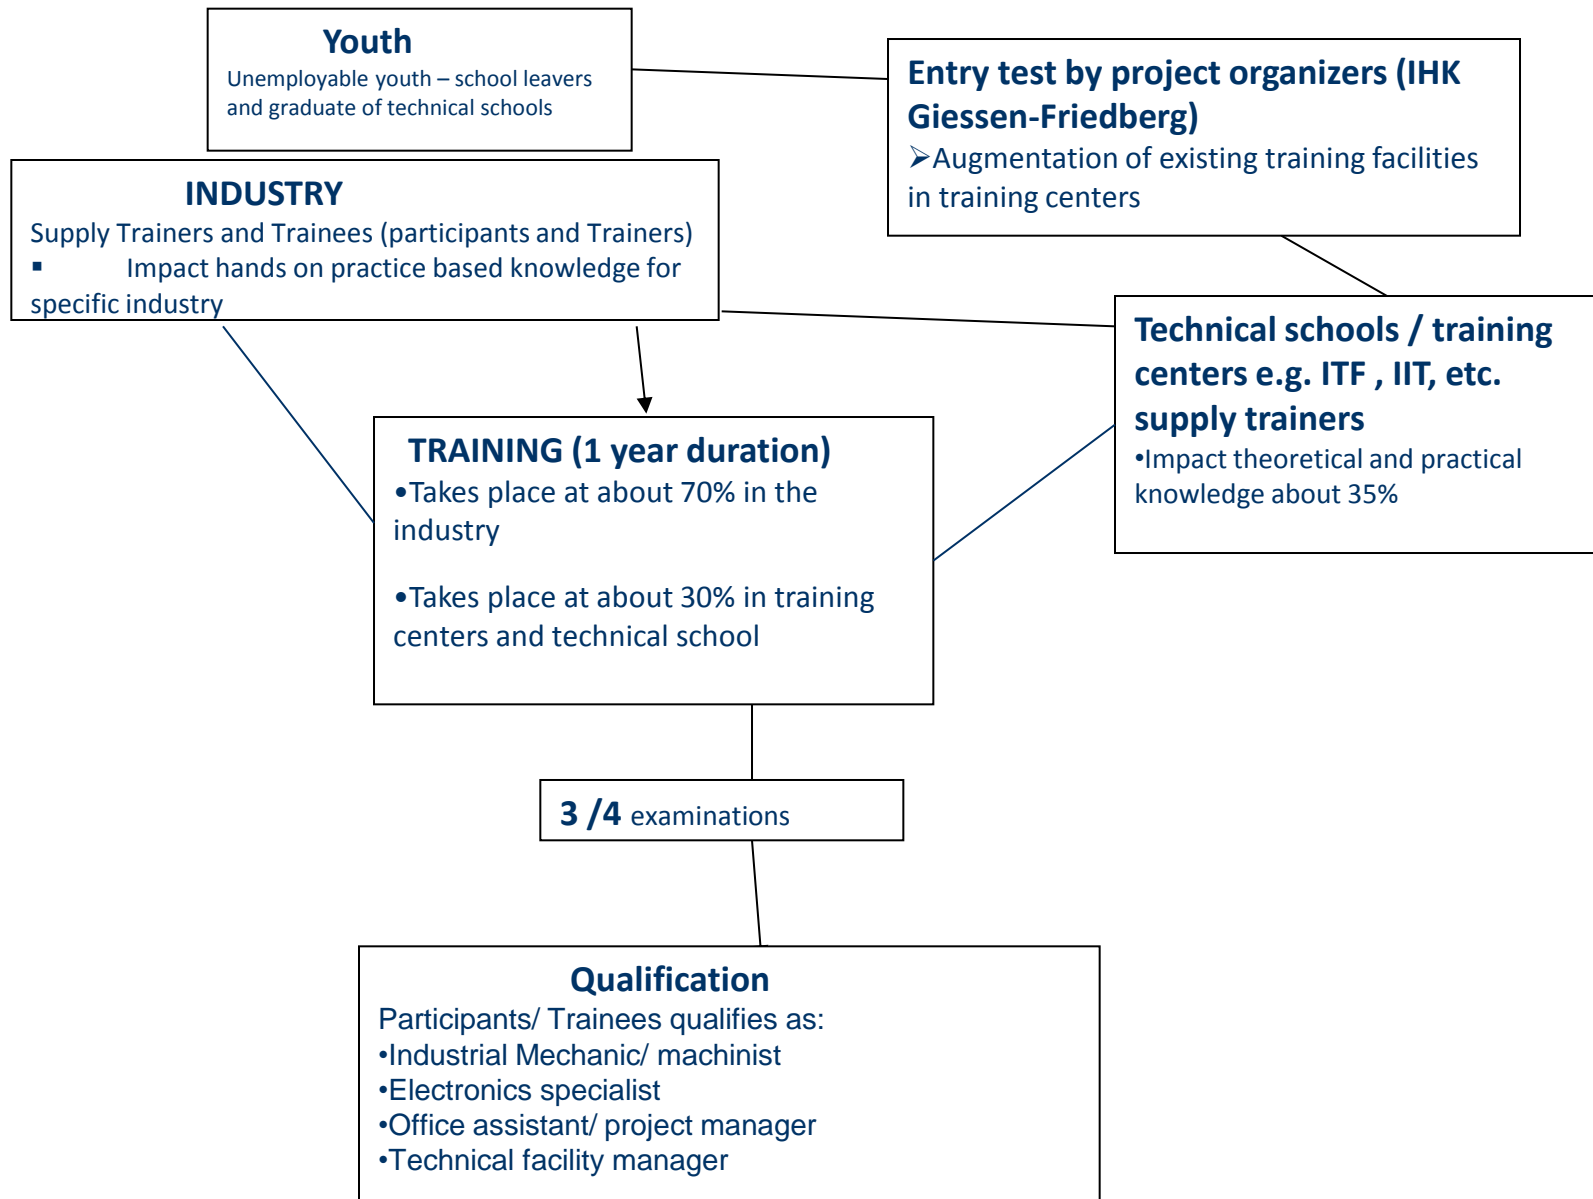 Youth
Unemployable youth – school leavers
and graduate of technical schools
Entry test by project organizers (IHK
Giessen-Friedberg)
➢Augmentation of existing training facilities
in training centers
INDUSTRY
Supply Trainers and Trainees (participants and Trainers)
▪ Impact hands on practice based knowledge for
specific industry
Technical schools / training
centers e.g. ITF , IIT, etc.
supply trainers
•Impact theoretical and practical
knowledge about 35%
TRAINING (1 year duration)
•Takes place at about 70% in the
industry
•Takes place at about 30% in training
centers and technical school
3 /4 examinations
Qualification
Participants/ Trainees qualifies as:
•Industrial Mechanic/ machinist
•Electronics specialist
•Office assistant/ project manager
•Technical facility manager